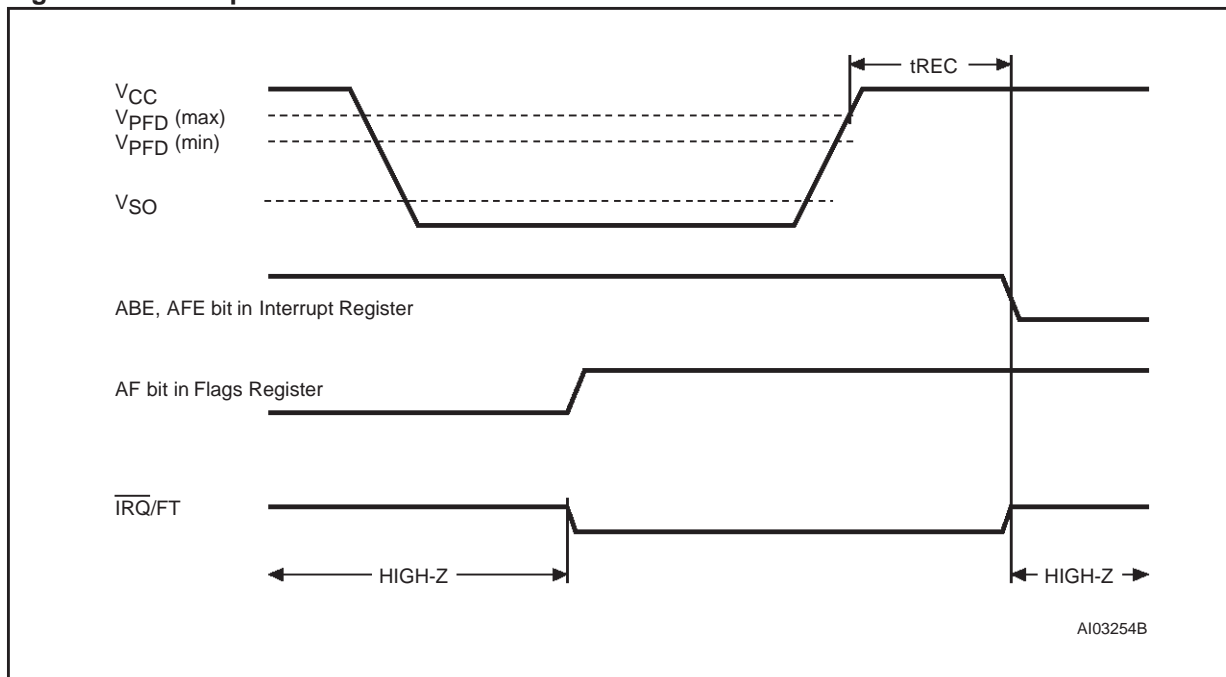 tREC
VCC
VPFD (max)
VPFD (min)
VSO
ABE, AFE bit in Interrupt Register
AF bit in Flags Register
IRQ/FT
HIGH-Z
HIGH-Z
AI03254B